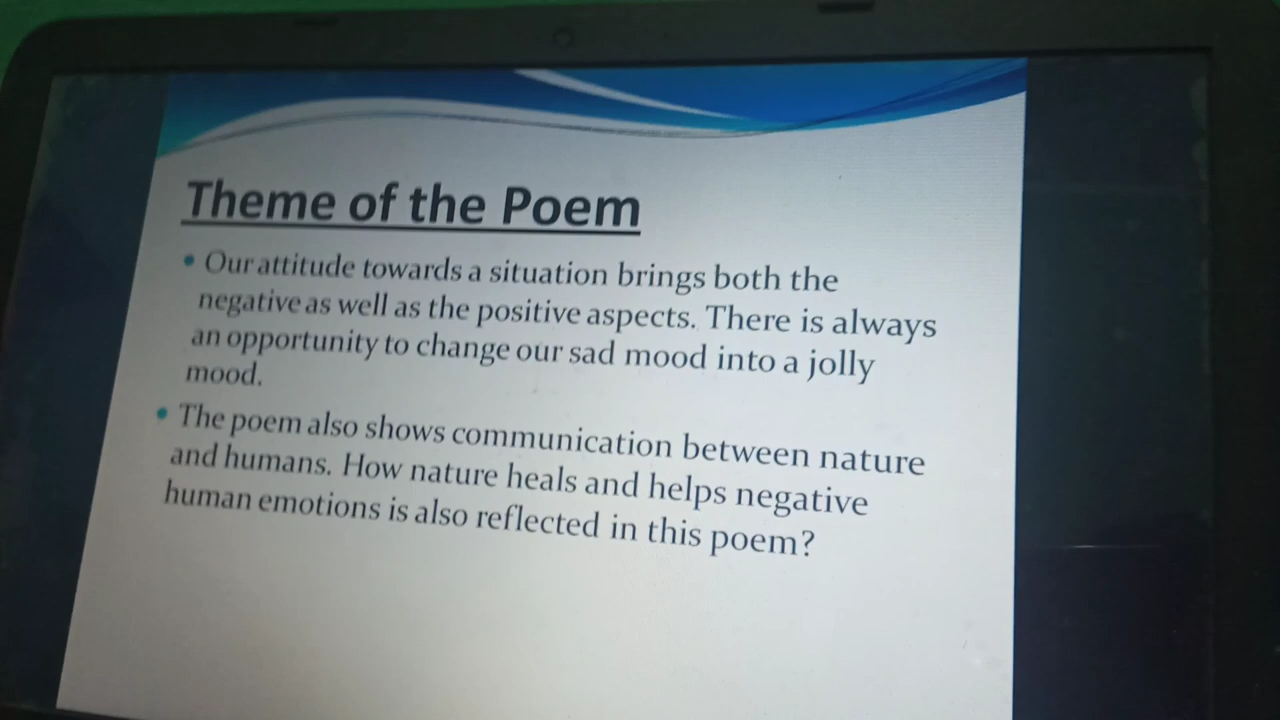 Theme of the Poem
• Our attitude towards a situation brings both the
negative as well as the positive aspects. There is always
an opportunity to change our sad mood into a jolly
mood.
• The poem also shows communication between nature
and humans. How nature heals and helps negative
human emotions is also reflected in this poem?